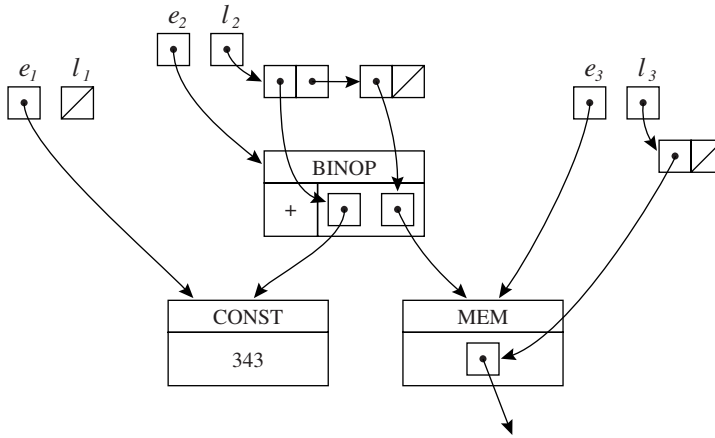 e₂ l₂
e₁ l₁ e₃ l₃
BINOP
+
CONST MEM
343